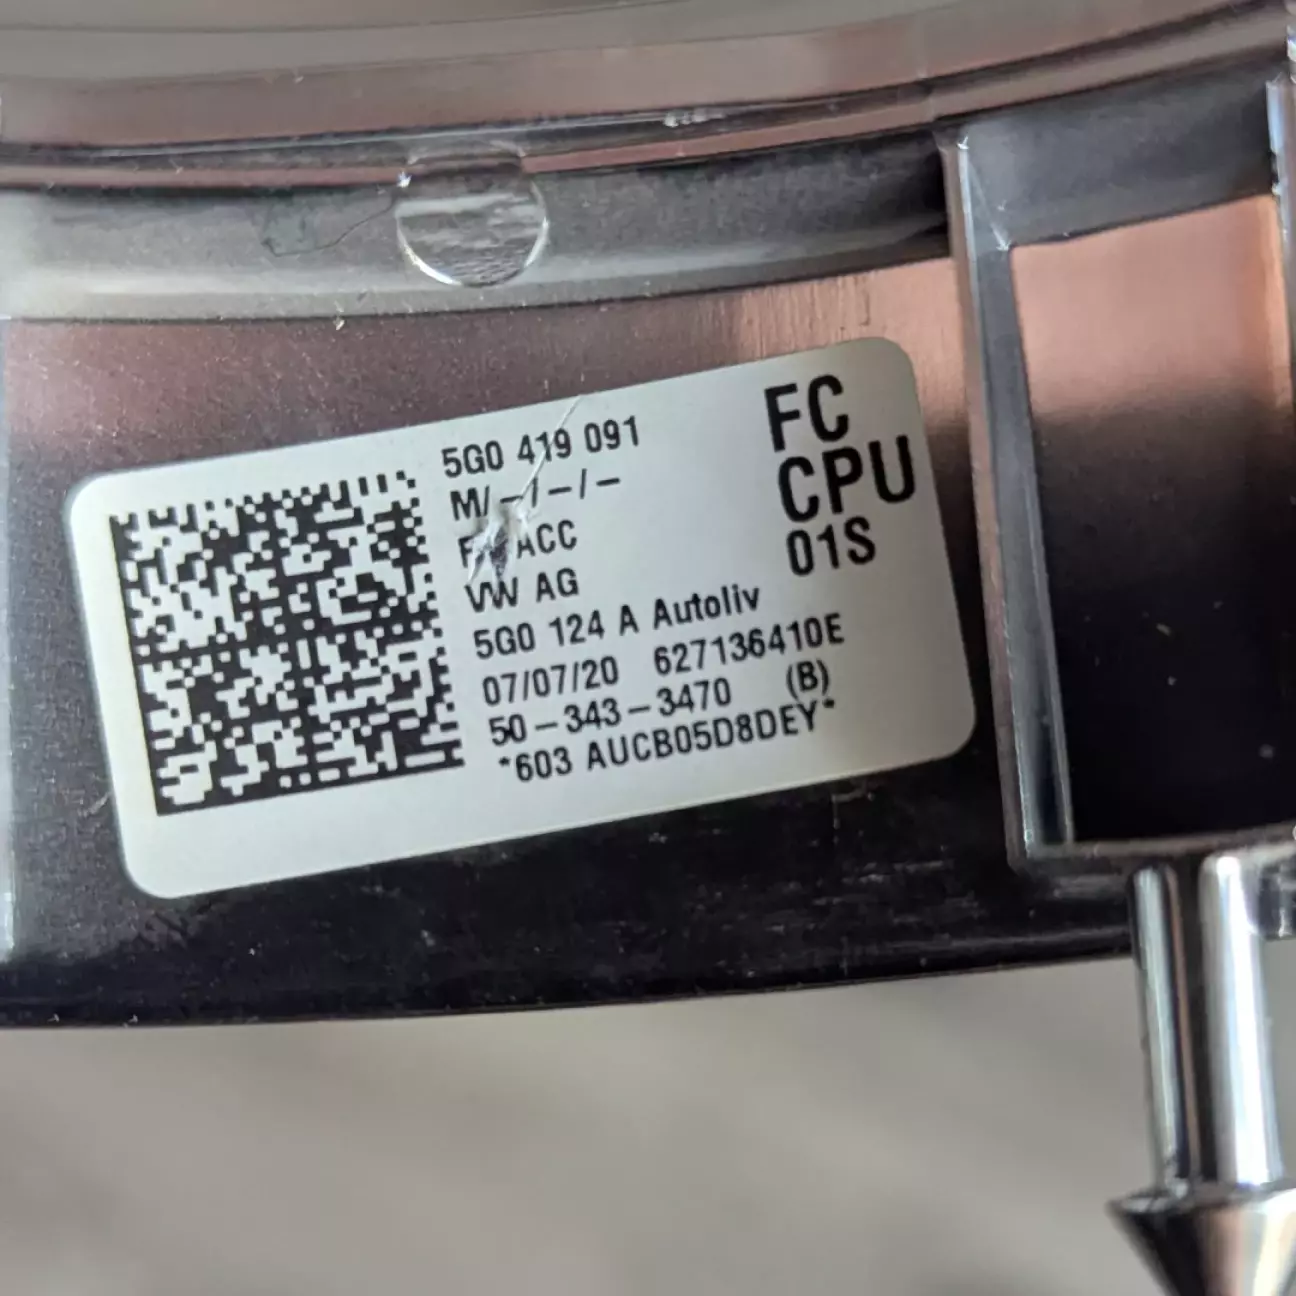 5G0 419 091
M/-/-/-
ACC
VW AG
5G0 124 A Autoliv
07/07/20 627136410E
50-343-3470 (B)
*603 AUCB05D8DEY*
FC
CPU
01S